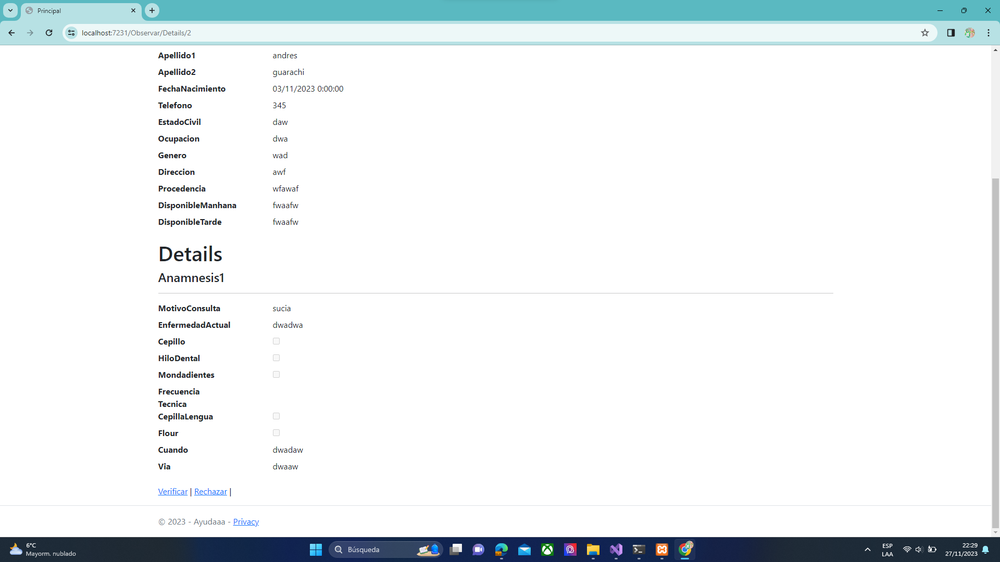 Principal
localhost:7231/Observar/Details/2
Apellido1 andres
Apellido2 guarachi
FechaNacimiento 03/11/2023 0:00:00
Telefono 345
EstadoCivil daw
Ocupacion dwa
Genero wad
Direccion awf
Procedencia wfawaf
DisponibleManhana fwaafw
DisponibleTarde fwaafw
Details
Anamnesis1
MotivoConsulta sucia
EnfermedadActual dwadwa
Cepillo
HiloDental
Mondadientes
Frecuencia
Tecnica
CepillaLengua
Flour
Cuando dwadaw
Via dwaaw
Verificar | Rechazar |
© 2023 - Ayudaaa - Privacy
6°C
Mayorm. nublado
Búsqueda
ESP
LAA
22:29
27/11/2023